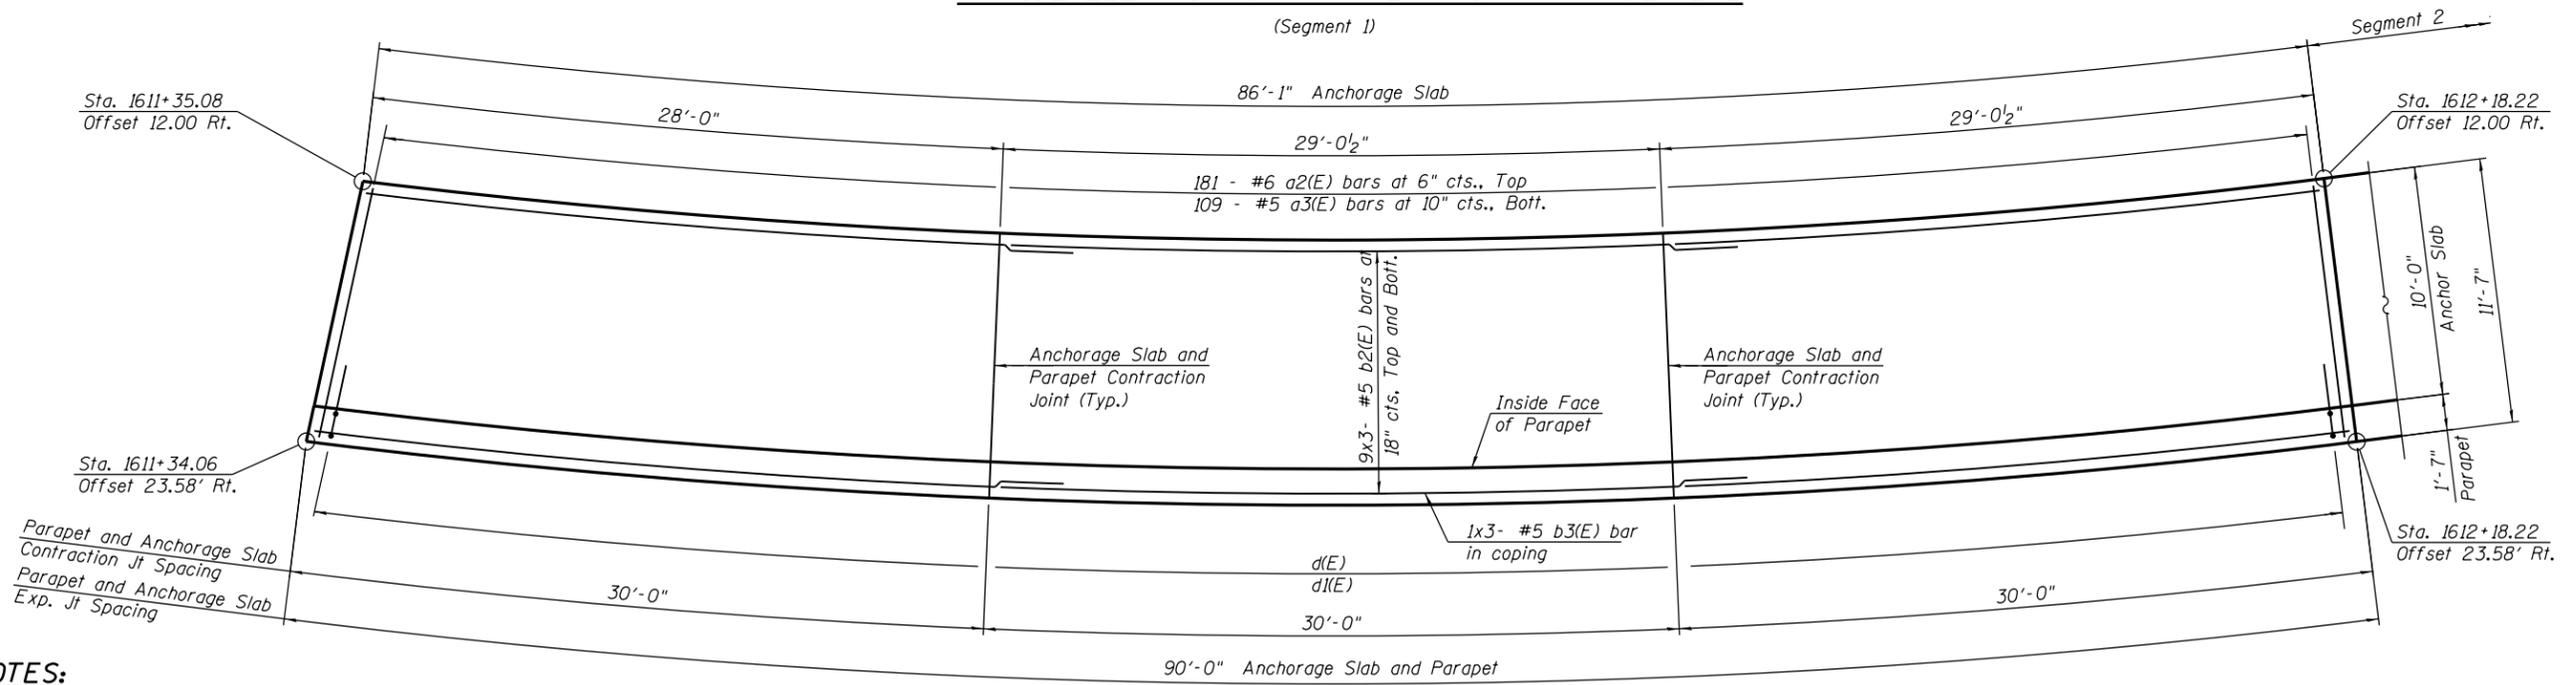 (Segment 1)
Segment 2
86'-1" Anchorage Slab
Sta. 1611+35.08
Offset 12.00 Rt.
28'-0"
29'-0½"
29'-0½"
Sta. 1612+18.22
Offset 12.00 Rt.
181 - #6 a2(E) bars at 6" cts., Top
109 - #5 a3(E) bars at 10" cts., Bott.
9x3- #5 b2(E) bars at
18" cts. Top and Bott.
10'-0"
Anchor Slab
11'-7"
Anchorage Slab and
Parapet Contraction
Joint (Typ.)
Anchorage Slab and
Parapet Contraction
Joint (Typ.)
Inside Face
of Parapet
1'-7"
Parapet
Sta. 1611+34.06
Offset 23.58' Rt.
1x3- #5 b3(E) bar
in coping
Sta. 1612+18.22
Offset 23.58' Rt.
Parapet and Anchorage Slab
Contraction Jt Spacing
Parapet and Anchorage Slab
Exp. Jt Spacing
d(E)
d1(E)
30'-0"
30'-0"
30'-0"
90'-0" Anchorage Slab and Parapet
OTES: